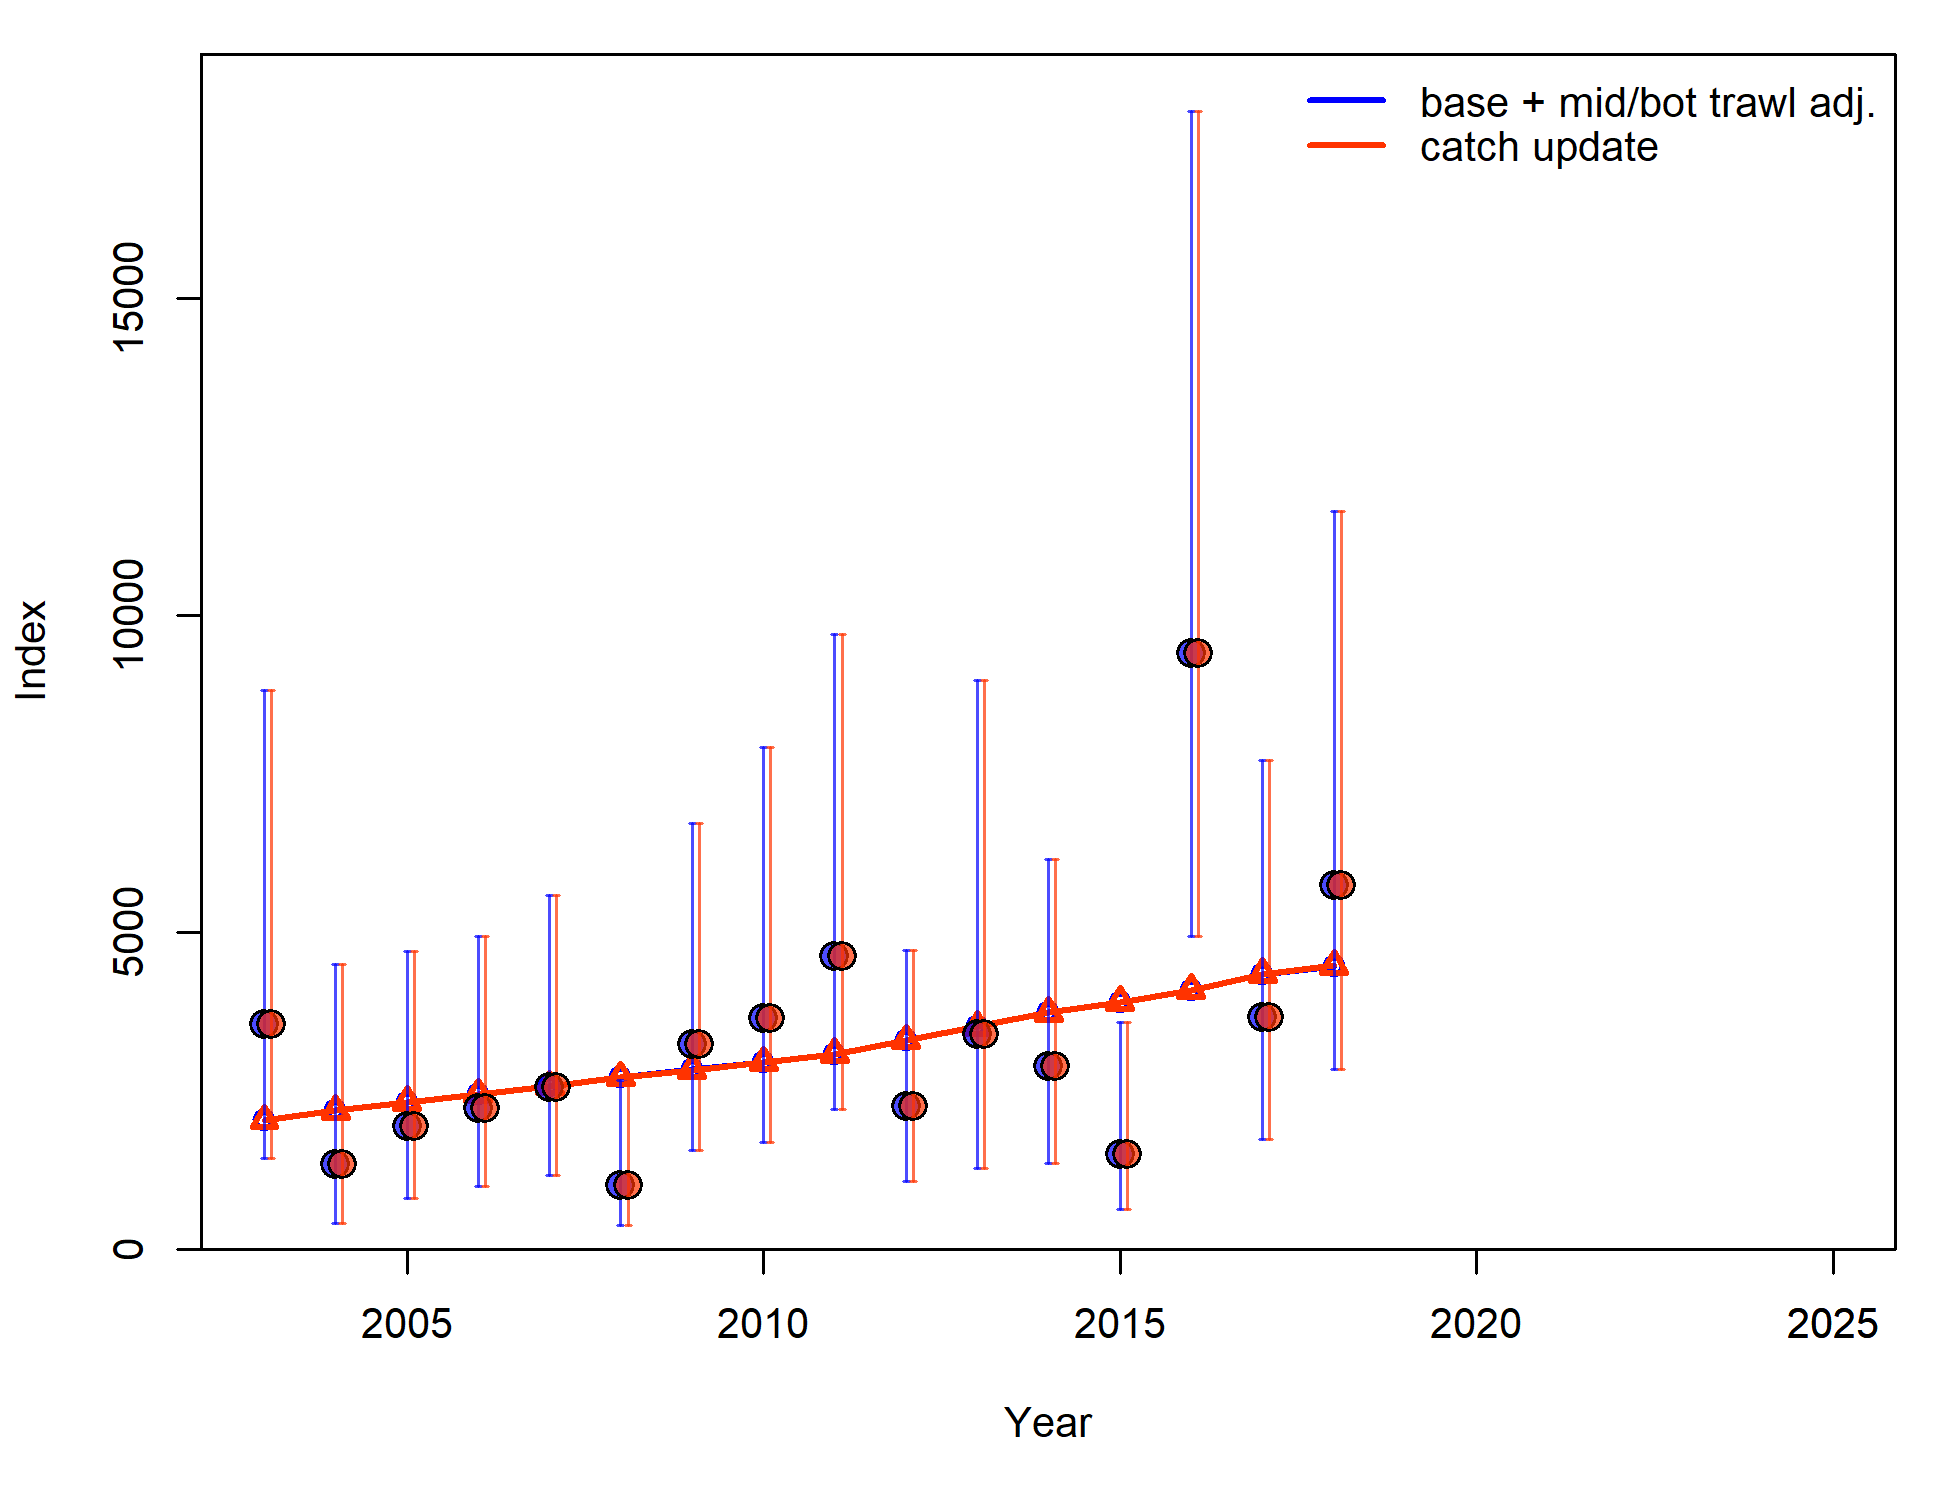 base + mid/bot trawl adj.
catch update
15000
10000
5000
0
Index
2005 2010 2015 2020 2025
Year